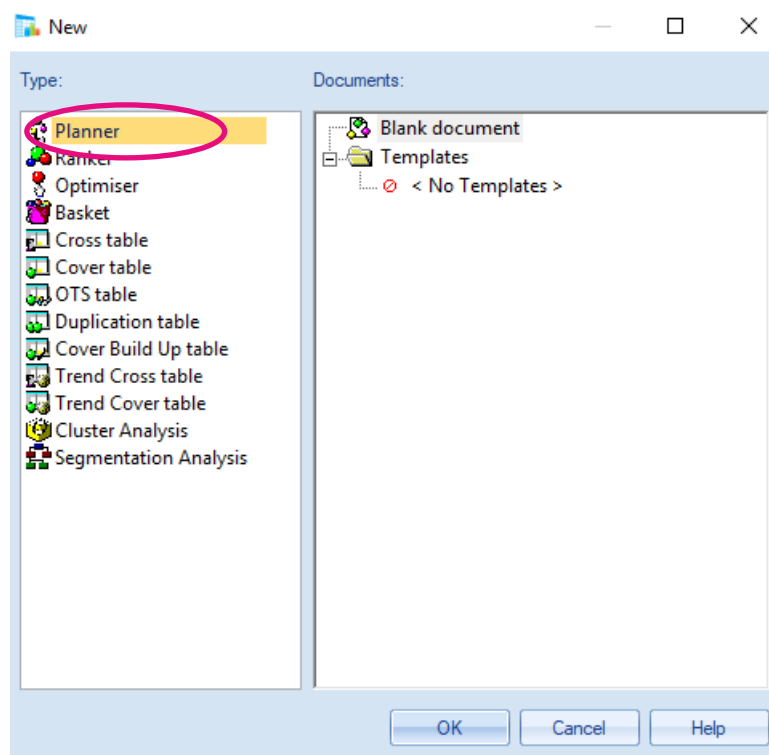 New
Type:
Documents:
Planner
Ranker
Optimiser
Basket
Cross table
Cover table
OTS table
Duplication table
Cover Build Up table
Trend Cross table
Trend Cover table
Cluster Analysis
Segmentation Analysis
Blank document
Templates
< No Templates >
OK
Cancel
Help